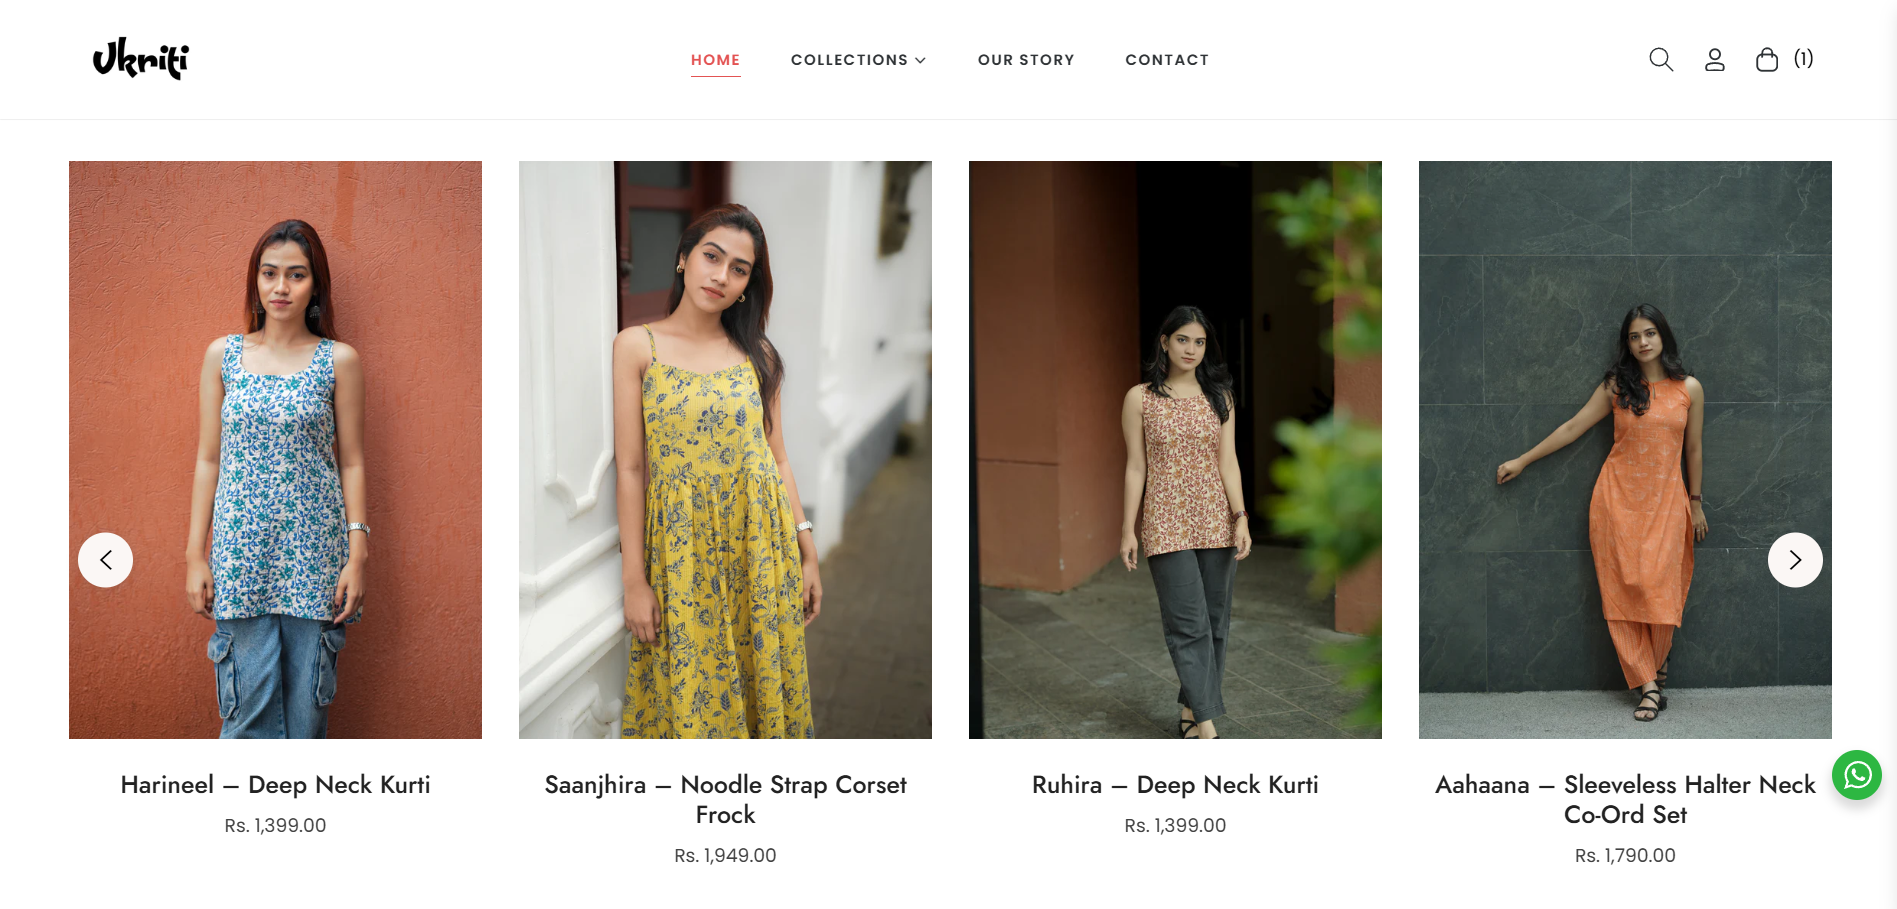 Ukriti
HOME
COLLECTIONS
OUR STORY
CONTACT
(1)
Harineel – Deep Neck Kurti
Rs. 1,399.00
Saanjhira – Noodle Strap Corset
Frock
Rs. 1,949.00
Ruhira – Deep Neck Kurti
Rs. 1,399.00
Aahaana – Sleeveless Halter Neck
Co-Ord Set
Rs. 1,790.00